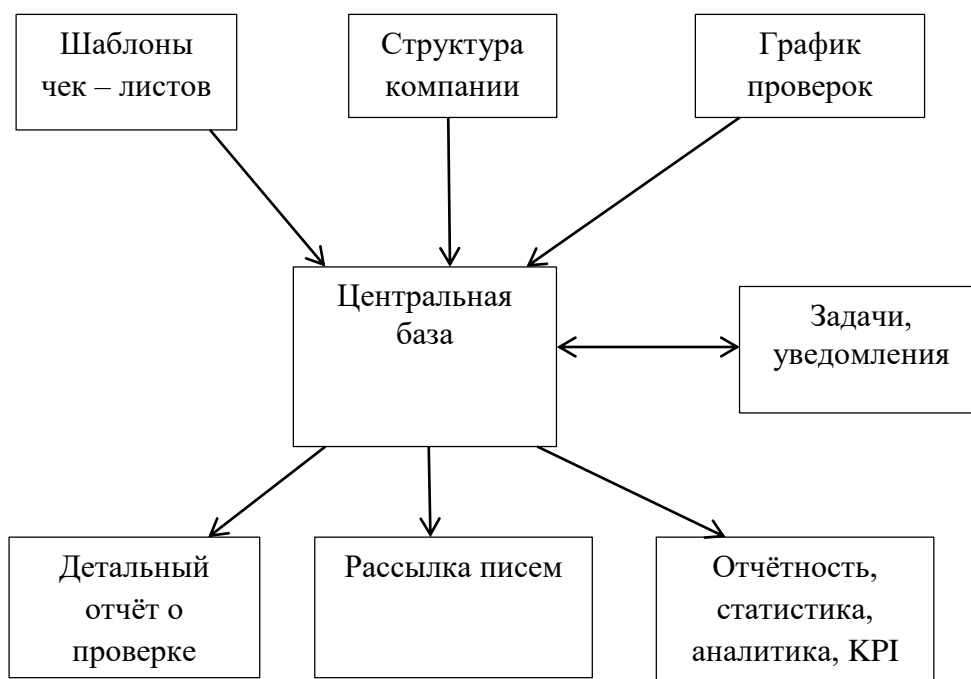 Шаблоны
чек – листов
Структура
компании
График
проверок
Центральная
база
Задачи,
уведомления
Детальный
отчёт о
проверке
Рассылка писем
Отчётность,
статистика,
аналитика, KPI